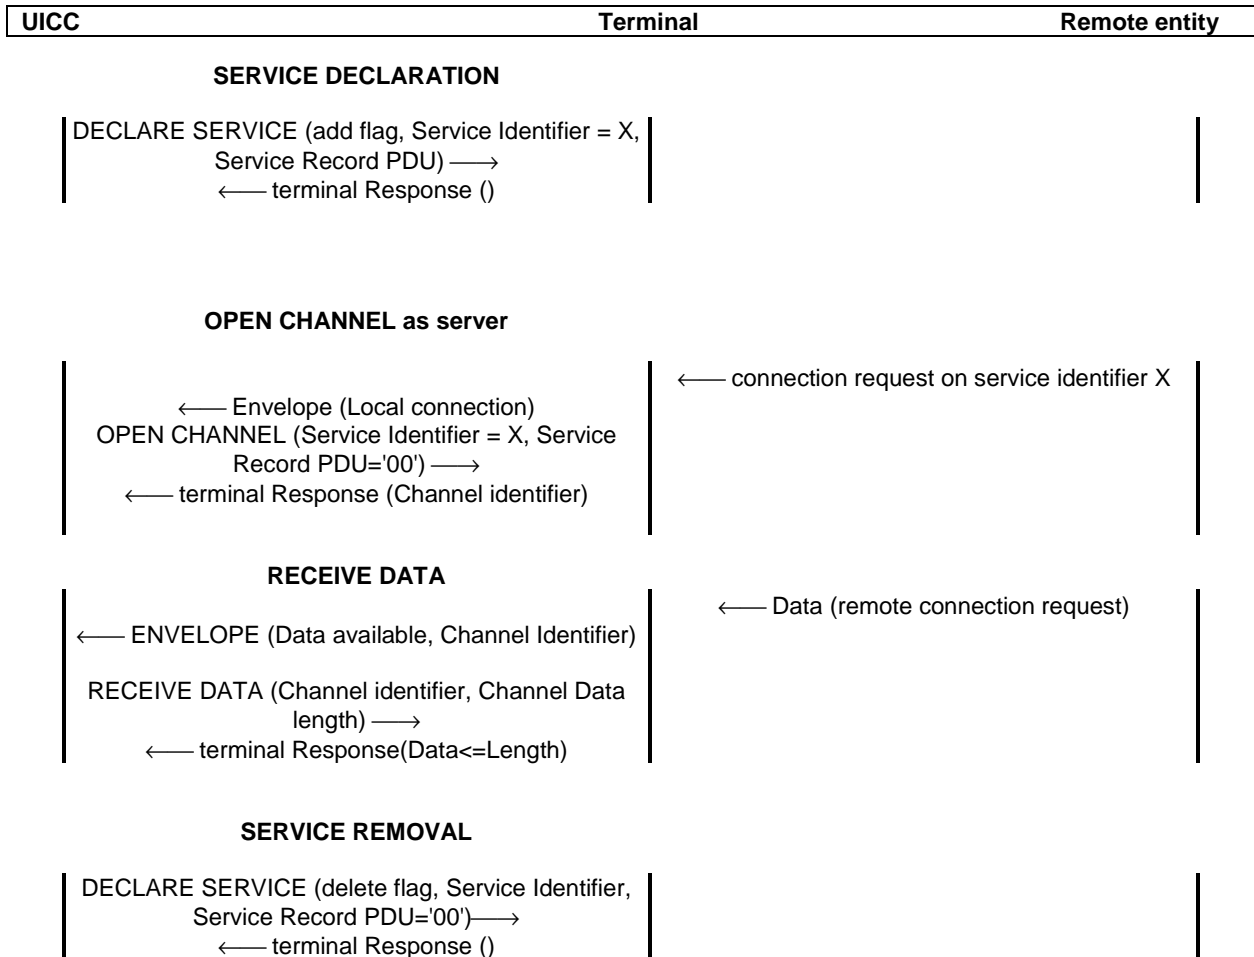 UICC Terminal Remote entity
SERVICE DECLARATION
DECLARE SERVICE (add flag, Service Identifier = X,
Service Record PDU) ⟶
⟵ terminal Response ()
OPEN CHANNEL as server
⟵ connection request on service identifier X
⟵ Envelope (Local connection)
OPEN CHANNEL (Service Identifier = X, Service
Record PDU='00') ⟶
⟵ terminal Response (Channel identifier)
RECEIVE DATA
⟵ Data (remote connection request)
⟵ ENVELOPE (Data available, Channel Identifier)
RECEIVE DATA (Channel identifier, Channel Data
length) ⟶
⟵ terminal Response(Data<=Length)
SERVICE REMOVAL
DECLARE SERVICE (delete flag, Service Identifier,
Service Record PDU='00')⟶
⟵ terminal Response ()